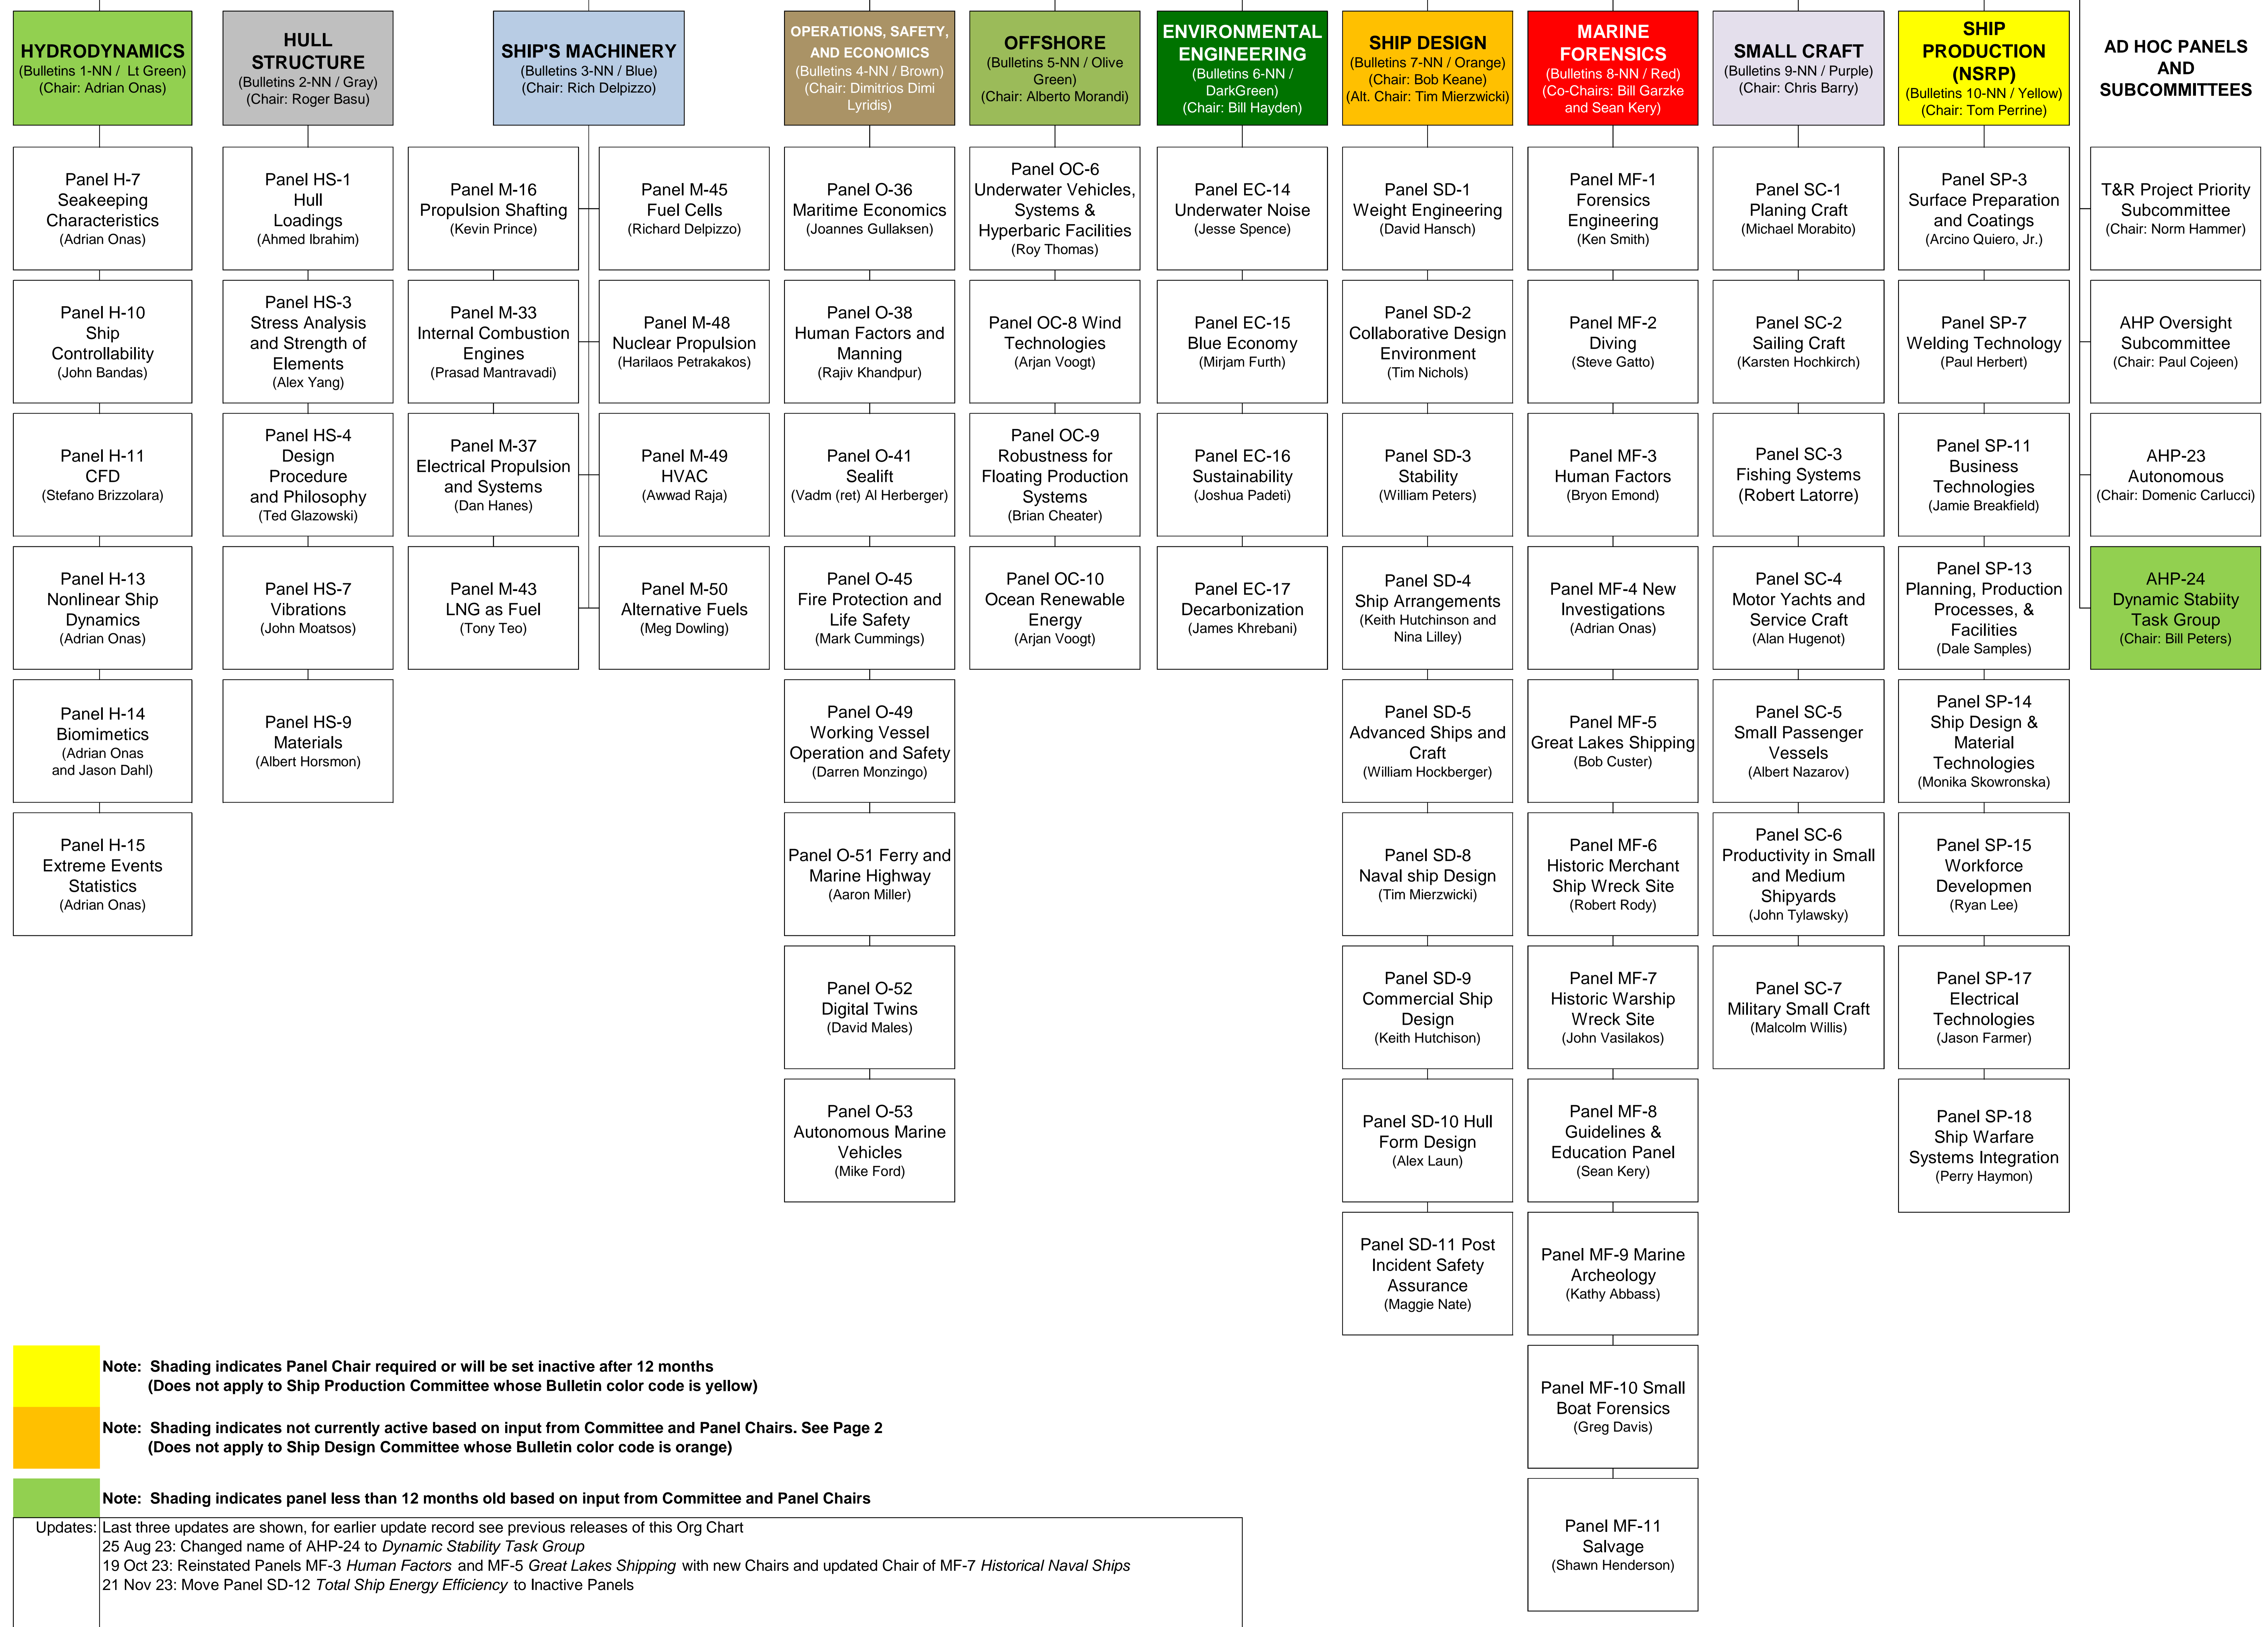 HYDRODYNAMICS
(Bulletins 1-NN / Lt Green)
(Chair: Adrian Onas)
HULL
STRUCTURE
(Bulletins 2-NN / Gray)
(Chair: Roger Basu)
SHIP'S MACHINERY
(Bulletins 3-NN / Blue)
(Chair: Rich Delpizzo)
OPERATIONS, SAFETY,
AND ECONOMICS
(Bulletins 4-NN / Brown)
(Chair: Dimitrios Dimi
Lyridis)
OFFSHORE
(Bulletins 5-NN / Olive
Green)
(Chair: Alberto Morandi)
ENVIRONMENTAL
ENGINEERING
(Bulletins 6-NN /
DarkGreen)
(Chair: Bill Hayden)
SHIP DESIGN
(Bulletins 7-NN / Orange)
(Chair: Bob Keane)
(Alt. Chair: Tim Mierzwicki)
MARINE
FORENSICS
(Bulletins 8-NN / Red)
(Co-Chairs: Bill Garzke
and Sean Kery)
SMALL CRAFT
(Bulletins 9-NN / Purple)
(Chair: Chris Barry)
SHIP
PRODUCTION
(NSRP)
(Bulletins 10-NN / Yellow)
(Chair: Tom Perrine)
AD HOC PANELS
AND
SUBCOMMITTEES
Panel H-7
Seakeeping
Characteristics
(Adrian Onas)
Panel HS-1
Hull
Loadings
(Ahmed Ibrahim)
Panel M-16
Propulsion Shafting
(Kevin Prince)
Panel M-45
Fuel Cells
(Richard Delpizzo)
Panel O-36
Maritime Economics
(Joannes Gullaksen)
Panel OC-6
Underwater Vehicles,
Systems &
Hyperbaric Facilities
(Roy Thomas)
Panel EC-14
Underwater Noise
(Jesse Spence)
Panel SD-1
Weight Engineering
(David Hansch)
Panel MF-1
Forensics
Engineering
(Ken Smith)
Panel SC-1
Planing Craft
(Michael Morabito)
Panel SP-3
Surface Preparation
and Coatings
(Arcino Quiero, Jr.)
T&R Project Priority
Subcommittee
(Chair: Norm Hammer)
Panel H-10
Ship
Controllability
(John Bandas)
Panel HS-3
Stress Analysis
and Strength of
Elements
(Alex Yang)
Panel M-33
Internal Combustion
Engines
(Prasad Mantravadi)
Panel M-48
Nuclear Propulsion
(Harilaos Petrakakos)
Panel O-38
Human Factors and
Manning
(Rajiv Khandpur)
Panel OC-8 Wind
Technologies
(Arjan Voogt)
Panel EC-15
Blue Economy
(Mirjam Furth)
Panel SD-2
Collaborative Design
Environment
(Tim Nichols)
Panel MF-2
Diving
(Steve Gatto)
Panel SC-2
Sailing Craft
(Karsten Hochkirch)
Panel SP-7
Welding Technology
(Paul Herbert)
AHP Oversight
Subcommittee
(Chair: Paul Cojeen)
Panel H-11
CFD
(Stefano Brizzolara)
Panel HS-4
Design
Procedure
and Philosophy
(Ted Glazowski)
Panel M-37
Electrical Propulsion
and Systems
(Dan Hanes)
Panel M-49
HVAC
(Awwad Raja)
Panel O-41
Sealift
(Vadm (ret) Al Herberger)
Panel OC-9
Robustness for
Floating Production
Systems
(Brian Cheater)
Panel EC-16
Sustainability
(Joshua Padeti)
Panel SD-3
Stability
(William Peters)
Panel MF-3
Human Factors
(Bryon Emond)
Panel SC-3
Fishing Systems
(Robert Latorre)
Panel SP-11
Business
Technologies
(Jamie Breakfield)
AHP-23
Autonomous
(Chair: Domenic Carlucci)
Panel H-13
Nonlinear Ship
Dynamics
(Adrian Onas)
Panel HS-7
Vibrations
(John Moatsos)
Panel M-43
LNG as Fuel
(Tony Teo)
Panel M-50
Alternative Fuels
(Meg Dowling)
Panel O-45
Fire Protection and
Life Safety
(Mark Cummings)
Panel OC-10
Ocean Renewable
Energy
(Arjan Voogt)
Panel EC-17
Decarbonization
(James Khrebani)
Panel SD-4
Ship Arrangements
(Keith Hutchinson and
Nina Lilley)
Panel MF-4 New
Investigations
(Adrian Onas)
Panel SC-4
Motor Yachts and
Service Craft
(Alan Hugenot)
Panel SP-13
Planning, Production
Processes, &
Facilities
(Dale Samples)
AHP-24
Dynamic Stabiity
Task Group
(Chair: Bill Peters)
Panel H-14
Biomimetics
(Adrian Onas
and Jason Dahl)
Panel HS-9
Materials
(Albert Horsmon)
Panel O-49
Working Vessel
Operation and Safety
(Darren Monzingo)
Panel SD-5
Advanced Ships and
Craft
(William Hockberger)
Panel MF-5
Great Lakes Shipping
(Bob Custer)
Panel SC-5
Small Passenger
Vessels
(Albert Nazarov)
Panel SP-14
Ship Design &
Material
Technologies
(Monika Skowronska)
Panel H-15
Extreme Events
Statistics
(Adrian Onas)
Panel O-51 Ferry and
Marine Highway
(Aaron Miller)
Panel SD-8
Naval ship Design
(Tim Mierzwicki)
Panel MF-6
Historic Merchant
Ship Wreck Site
(Robert Rody)
Panel SC-6
Productivity in Small
and Medium
Shipyards
(John Tylawsky)
Panel SP-15
Workforce
Developmen
(Ryan Lee)
Panel O-52
Digital Twins
(David Males)
Panel SD-9
Commercial Ship
Design
(Keith Hutchison)
Panel MF-7
Historic Warship
Wreck Site
(John Vasilakos)
Panel SC-7
Military Small Craft
(Malcolm Willis)
Panel SP-17
Electrical
Technologies
(Jason Farmer)
Panel O-53
Autonomous Marine
Vehicles
(Mike Ford)
Panel SD-10 Hull
Form Design
(Alex Laun)
Panel MF-8
Guidelines &
Education Panel
(Sean Kery)
Panel SP-18
Ship Warfare
Systems Integration
(Perry Haymon)
Panel SD-11 Post
Incident Safety
Assurance
(Maggie Nate)
Panel MF-9 Marine
Archeology
(Kathy Abbass)
Panel MF-10 Small
Boat Forensics
(Greg Davis)
Panel MF-11
Salvage
(Shawn Henderson)
Note: Shading indicates Panel Chair required or will be set inactive after 12 months
(Does not apply to Ship Production Committee whose Bulletin color code is yellow)
Note: Shading indicates not currently active based on input from Committee and Panel Chairs. See Page 2
(Does not apply to Ship Design Committee whose Bulletin color code is orange)
Note: Shading indicates panel less than 12 months old based on input from Committee and Panel Chairs
Updates: Last three updates are shown, for earlier update record see previous releases of this Org Chart
25 Aug 23: Changed name of AHP-24 to Dynamic Stability Task Group
19 Oct 23: Reinstated Panels MF-3 Human Factors and MF-5 Great Lakes Shipping with new Chairs and updated Chair of MF-7 Historical Naval Ships
21 Nov 23: Move Panel SD-12 Total Ship Energy Efficiency to Inactive Panels